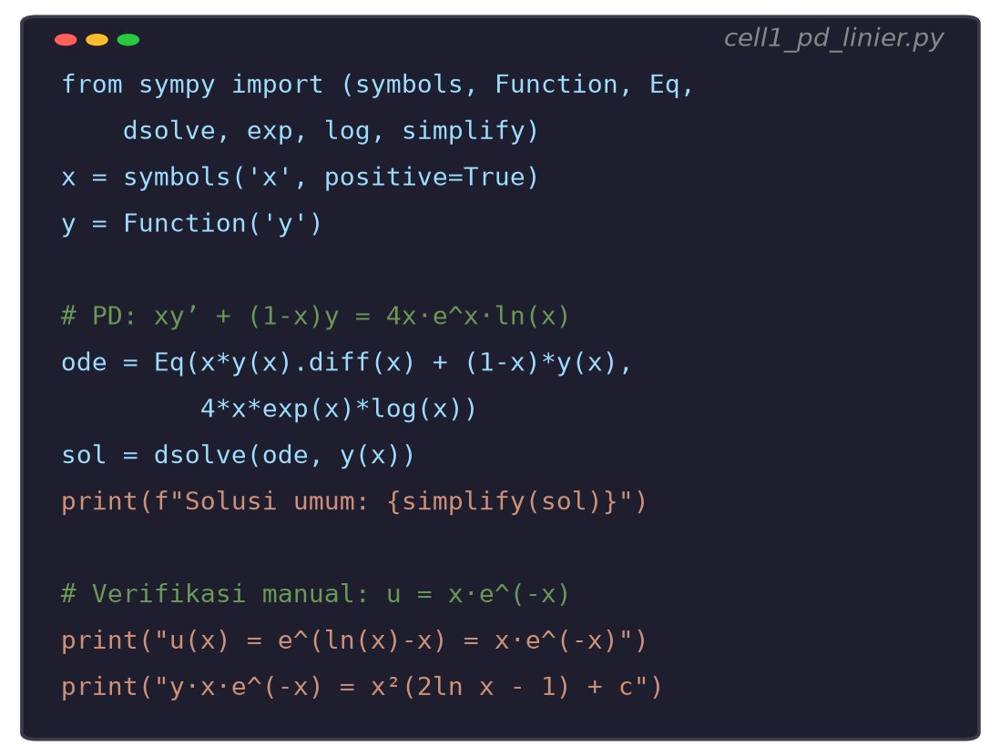 cell1_pd_linier.py
from sympy import (symbols, Function, Eq,
    dsolve, exp, log, simplify)
x = symbols('x', positive=True)
y = Function('y')

# PD: xy’ + (1-x)y = 4x·e^x·ln(x)
ode = Eq(x*y(x).diff(x) + (1-x)*y(x),
         4*x*exp(x)*log(x))
sol = dsolve(ode, y(x))
print(f"Solusi umum: {simplify(sol)}")

# Verifikasi manual: u = x·e^(-x)
print("u(x) = e^(ln(x)-x) = x·e^(-x)")
print("y·x·e^(-x) = x²(2ln x - 1) + c")